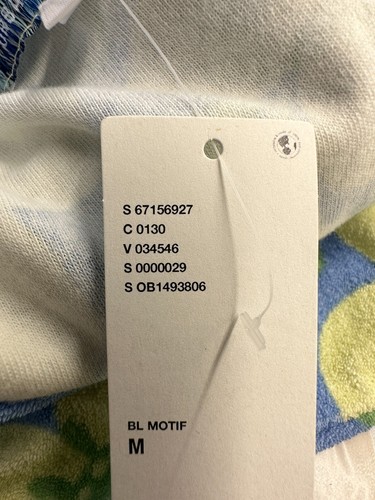 S 67156927
C 0130
V 034546
S 0000029
S OB1493806
BL MOTIF
M